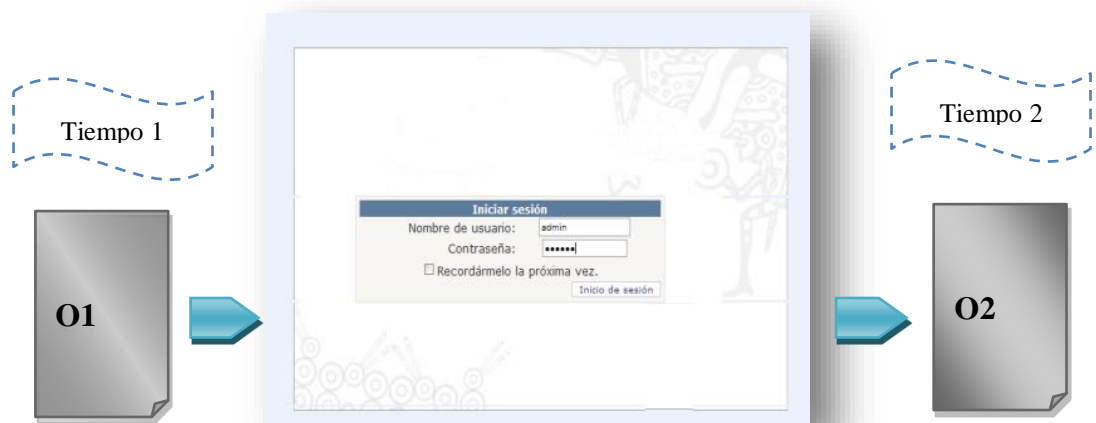 Tiempo 1
Tiempo 2
Iniciar sesión
Nombre de usuario: admin
Contraseña: ••••••
Recordármelo la próxima vez.
Inicio de sesión
O1
O2